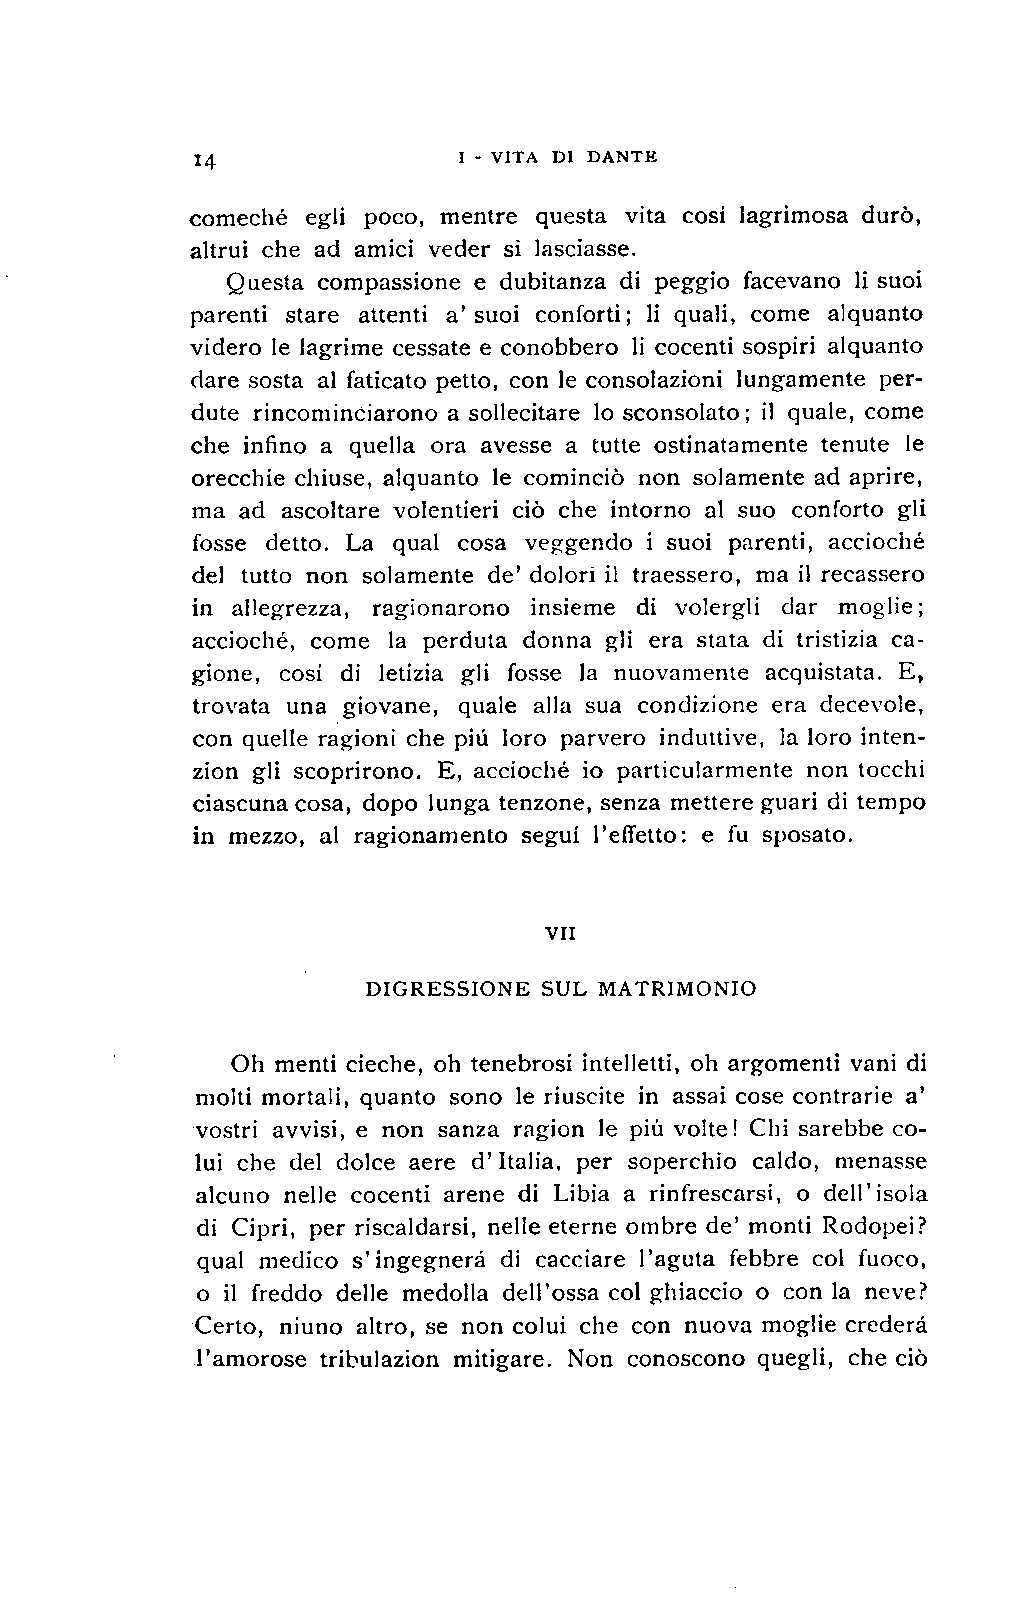 14
I - VITA DI DANTE
comeché egli poco, mentre questa vita cosí lagrimosa durò,
altrui che ad amici veder si lasciasse.
Questa compassione e dubitanza di peggio facevano li suoi
parenti stare attenti a' suoi conforti; li quali, come alquanto
videro le lagrime cessate e conobbero li cocenti sospiri alquanto
dare sosta al faticato petto, con le consolazioni lungamente per-
dute rincominciarono a sollecitare lo sconsolato; il quale, come
che infino a quella ora avesse a tutte ostinatamente tenute le
orecchie chiuse, alquanto le cominciò non solamente ad aprire,
ma ad ascoltare volentieri ciò che intorno al suo conforto gli
fosse detto. La qual cosa veggendo i suoi parenti, accioché
del tutto non solamente de' dolori il traessero, ma il recassero
in allegrezza, ragionarono insieme di volergli dar moglie;
accioché, come la perduta donna gli era stata di tristizia ca-
gione, cosí di letizia gli fosse la nuovamente acquistata. E,
trovata una giovane, quale alla sua condizione era decevole,
con quelle ragioni che piú loro parvero induttive, la loro inten-
zion gli scoprirono. E, accioché io particularmente non tocchi
ciascuna cosa, dopo lunga tenzone, senza mettere guari di tempo
in mezzo, al ragionamento seguí l'effetto: e fu sposato.
VII
DIGRESSIONE SUL MATRIMONIO
Oh menti cieche, oh tenebrosi intelletti, oh argomenti vani di
molti mortali, quanto sono le riuscite in assai cose contrarie a'
vostri avvisi, e non sanza ragion le piú volte! Chi sarebbe co-
lui che del dolce aere d'Italia, per soperchio caldo, menasse
alcuno nelle cocenti arene di Libia a rinfrescarsi, o dell'isola
di Cipri, per riscaldarsi, nelle eterne ombre de' monti Rodopei?
qual medico s'ingegnerá di cacciare l'aguta febbre col fuoco,
o il freddo delle medolla dell'ossa col ghiaccio o con la neve?
Certo, niuno altro, se non colui che con nuova moglie crederá
l'amorose tribulazion mitigare. Non conoscono quegli, che ciò